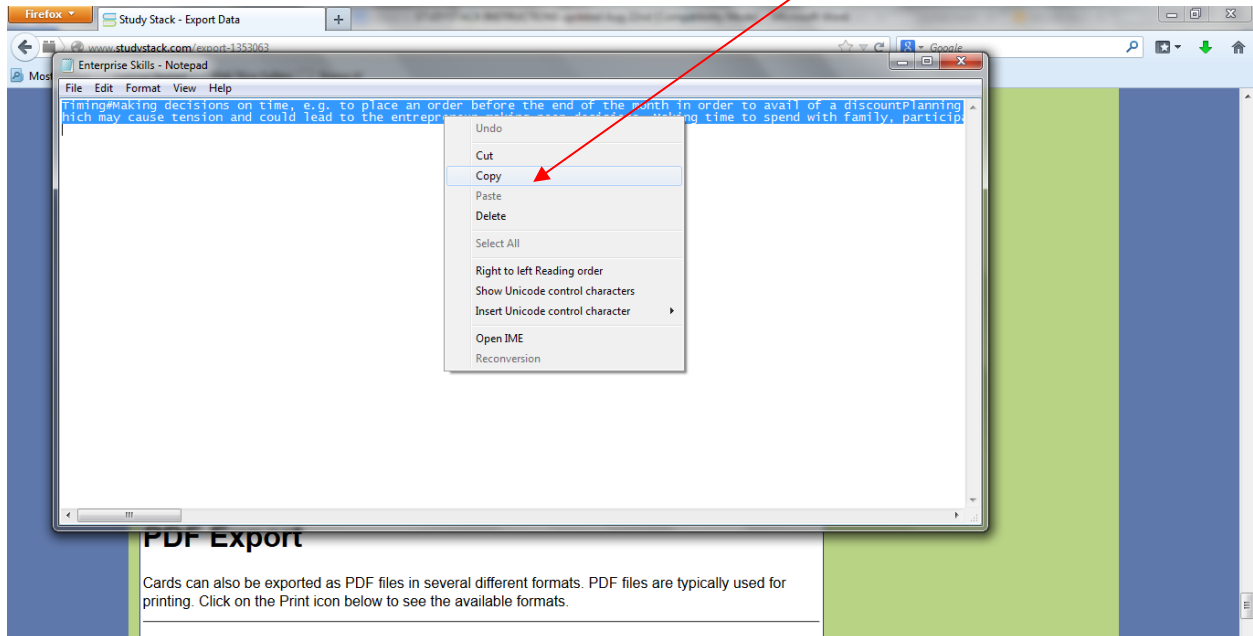 Firefox
Study Stack - Export Data
+
www.studystack.com/export-1353063
Google
Enterprise Skills - Notepad
File Edit Format View Help
Timing#Making decisions on time, e.g. to place an order before the end of the month in order to avail of a discountPlanning
hich may cause tension and could lead to the entrepreneur making poor decisions. Making time to spend with family, particip
Undo
Cut
Copy
Paste
Delete
Select All
Right to left Reading order
Show Unicode control characters
Insert Unicode control character
Open IME
Reconversion
PDF Export
Cards can also be exported as PDF files in several different formats. PDF files are typically used for
printing. Click on the Print icon below to see the available formats.